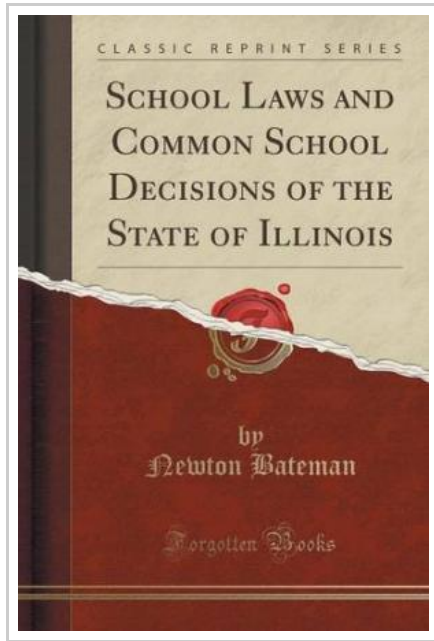 CLASSIC REPRINT SERIES
SCHOOL LAWS AND
COMMON SCHOOL
DECISIONS OF THE
STATE OF ILLINOIS
by
Newton Bateman
Forgotten Books